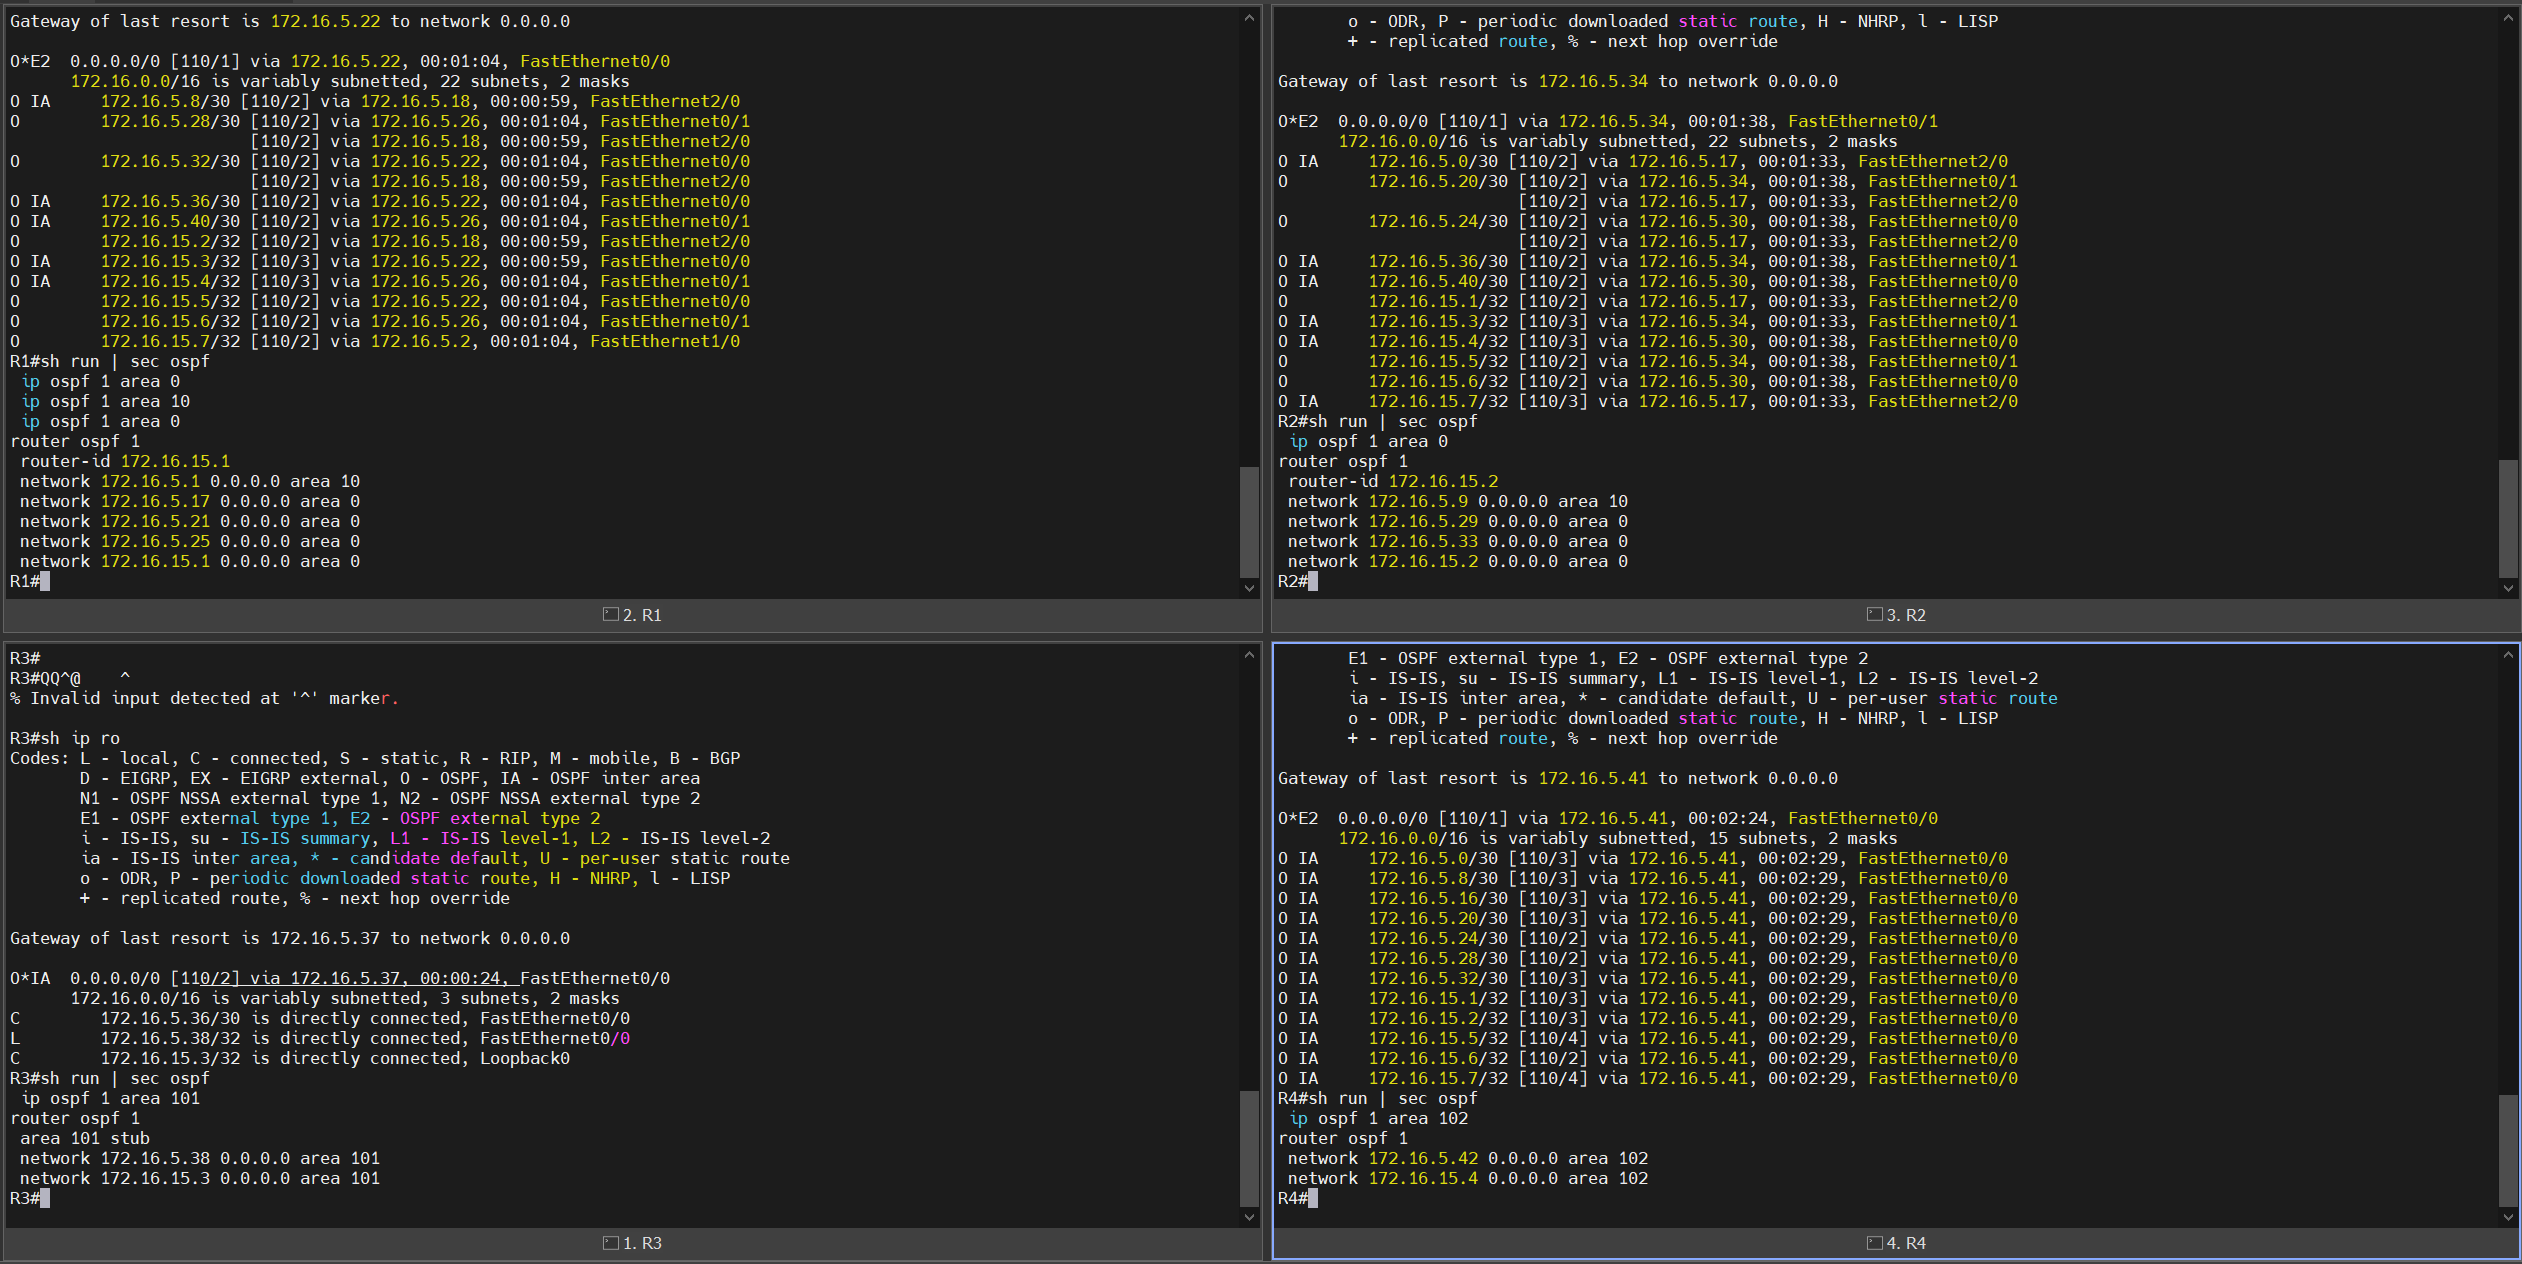 Gateway of last resort is 172.16.5.22 to network 0.0.0.0
O*E2  0.0.0.0/0 [110/1] via 172.16.5.22, 00:01:04, FastEthernet0/0
      172.16.0.0/16 is variably subnetted, 22 subnets, 2 masks
O IA     172.16.5.8/30 [110/2] via 172.16.5.18, 00:00:59, FastEthernet2/0
O        172.16.5.28/30 [110/2] via 172.16.5.26, 00:01:04, FastEthernet0/1
                        [110/2] via 172.16.5.18, 00:00:59, FastEthernet2/0
O        172.16.5.32/30 [110/2] via 172.16.5.22, 00:01:04, FastEthernet0/0
                        [110/2] via 172.16.5.18, 00:00:59, FastEthernet2/0
O IA     172.16.5.36/30 [110/2] via 172.16.5.22, 00:01:04, FastEthernet0/0
O IA     172.16.5.40/30 [110/2] via 172.16.5.26, 00:01:04, FastEthernet0/1
O        172.16.15.2/32 [110/2] via 172.16.5.18, 00:00:59, FastEthernet2/0
O IA     172.16.15.3/32 [110/3] via 172.16.5.22, 00:00:59, FastEthernet0/0
O IA     172.16.15.4/32 [110/3] via 172.16.5.26, 00:01:04, FastEthernet0/1
O        172.16.15.5/32 [110/2] via 172.16.5.22, 00:01:04, FastEthernet0/0
O        172.16.15.6/32 [110/2] via 172.16.5.26, 00:01:04, FastEthernet0/1
O        172.16.15.7/32 [110/2] via 172.16.5.2, 00:01:04, FastEthernet1/0
R1#sh run | sec ospf
 ip ospf 1 area 0
 ip ospf 1 area 10
 ip ospf 1 area 0
router ospf 1
 router-id 172.16.15.1
 network 172.16.5.1 0.0.0.0 area 10
 network 172.16.5.17 0.0.0.0 area 0
 network 172.16.5.21 0.0.0.0 area 0
 network 172.16.5.25 0.0.0.0 area 0
 network 172.16.15.1 0.0.0.0 area 0
R1#
2. R1
       o - ODR, P - periodic downloaded static route, H - NHRP, l - LISP
       + - replicated route, % - next hop override
Gateway of last resort is 172.16.5.34 to network 0.0.0.0
O*E2  0.0.0.0/0 [110/1] via 172.16.5.34, 00:01:38, FastEthernet0/1
      172.16.0.0/16 is variably subnetted, 22 subnets, 2 masks
O IA     172.16.5.0/30 [110/2] via 172.16.5.17, 00:01:33, FastEthernet2/0
O        172.16.5.20/30 [110/2] via 172.16.5.34, 00:01:38, FastEthernet0/1
                        [110/2] via 172.16.5.17, 00:01:33, FastEthernet2/0
O        172.16.5.24/30 [110/2] via 172.16.5.30, 00:01:38, FastEthernet0/0
                        [110/2] via 172.16.5.17, 00:01:33, FastEthernet2/0
O IA     172.16.5.36/30 [110/2] via 172.16.5.34, 00:01:38, FastEthernet0/1
O IA     172.16.5.40/30 [110/2] via 172.16.5.30, 00:01:38, FastEthernet0/0
O        172.16.15.1/32 [110/2] via 172.16.5.17, 00:01:33, FastEthernet2/0
O IA     172.16.15.3/32 [110/3] via 172.16.5.34, 00:01:33, FastEthernet0/1
O IA     172.16.15.4/32 [110/3] via 172.16.5.30, 00:01:38, FastEthernet0/0
O        172.16.15.5/32 [110/2] via 172.16.5.34, 00:01:38, FastEthernet0/1
O        172.16.15.6/32 [110/2] via 172.16.5.30, 00:01:38, FastEthernet0/0
O IA     172.16.15.7/32 [110/3] via 172.16.5.17, 00:01:33, FastEthernet2/0
R2#sh run | sec ospf
 ip ospf 1 area 0
router ospf 1
 router-id 172.16.15.2
 network 172.16.5.9 0.0.0.0 area 10
 network 172.16.5.29 0.0.0.0 area 0
 network 172.16.5.33 0.0.0.0 area 0
 network 172.16.15.2 0.0.0.0 area 0
R2#
3. R2
R3#
R3#QQ^@    ^
% Invalid input detected at '^' marker.
R3#sh ip ro
Codes: L - local, C - connected, S - static, R - RIP, M - mobile, B - BGP
       D - EIGRP, EX - EIGRP external, O - OSPF, IA - OSPF inter area
       N1 - OSPF NSSA external type 1, N2 - OSPF NSSA external type 2
       E1 - OSPF external type 1, E2 - OSPF external type 2
       i - IS-IS, su - IS-IS summary, L1 - IS-IS level-1, L2 - IS-IS level-2
       ia - IS-IS inter area, * - candidate default, U - per-user static route
       o - ODR, P - periodic downloaded static route, H - NHRP, l - LISP
       + - replicated route, % - next hop override
Gateway of last resort is 172.16.5.37 to network 0.0.0.0
O*IA  0.0.0.0/0 [110/2] via 172.16.5.37, 00:00:24, FastEthernet0/0
      172.16.0.0/16 is variably subnetted, 3 subnets, 2 masks
C        172.16.5.36/30 is directly connected, FastEthernet0/0
L        172.16.5.38/32 is directly connected, FastEthernet0/0
C        172.16.15.3/32 is directly connected, Loopback0
R3#sh run | sec ospf
 ip ospf 1 area 101
router ospf 1
 area 101 stub
 network 172.16.5.38 0.0.0.0 area 101
 network 172.16.15.3 0.0.0.0 area 101
R3#
1. R3
       E1 - OSPF external type 1, E2 - OSPF external type 2
       i - IS-IS, su - IS-IS summary, L1 - IS-IS level-1, L2 - IS-IS level-2
       ia - IS-IS inter area, * - candidate default, U - per-user static route
       o - ODR, P - periodic downloaded static route, H - NHRP, l - LISP
       + - replicated route, % - next hop override
Gateway of last resort is 172.16.5.41 to network 0.0.0.0
O*E2  0.0.0.0/0 [110/1] via 172.16.5.41, 00:02:24, FastEthernet0/0
      172.16.0.0/16 is variably subnetted, 15 subnets, 2 masks
O IA     172.16.5.0/30 [110/3] via 172.16.5.41, 00:02:29, FastEthernet0/0
O IA     172.16.5.8/30 [110/3] via 172.16.5.41, 00:02:29, FastEthernet0/0
O IA     172.16.5.16/30 [110/3] via 172.16.5.41, 00:02:29, FastEthernet0/0
O IA     172.16.5.20/30 [110/3] via 172.16.5.41, 00:02:29, FastEthernet0/0
O IA     172.16.5.24/30 [110/2] via 172.16.5.41, 00:02:29, FastEthernet0/0
O IA     172.16.5.28/30 [110/2] via 172.16.5.41, 00:02:29, FastEthernet0/0
O IA     172.16.5.32/30 [110/3] via 172.16.5.41, 00:02:29, FastEthernet0/0
O IA     172.16.15.1/32 [110/3] via 172.16.5.41, 00:02:29, FastEthernet0/0
O IA     172.16.15.2/32 [110/3] via 172.16.5.41, 00:02:29, FastEthernet0/0
O IA     172.16.15.5/32 [110/4] via 172.16.5.41, 00:02:29, FastEthernet0/0
O IA     172.16.15.6/32 [110/2] via 172.16.5.41, 00:02:29, FastEthernet0/0
O IA     172.16.15.7/32 [110/4] via 172.16.5.41, 00:02:29, FastEthernet0/0
R4#sh run | sec ospf
 ip ospf 1 area 102
router ospf 1
 network 172.16.5.42 0.0.0.0 area 102
 network 172.16.15.4 0.0.0.0 area 102
R4#
4. R4